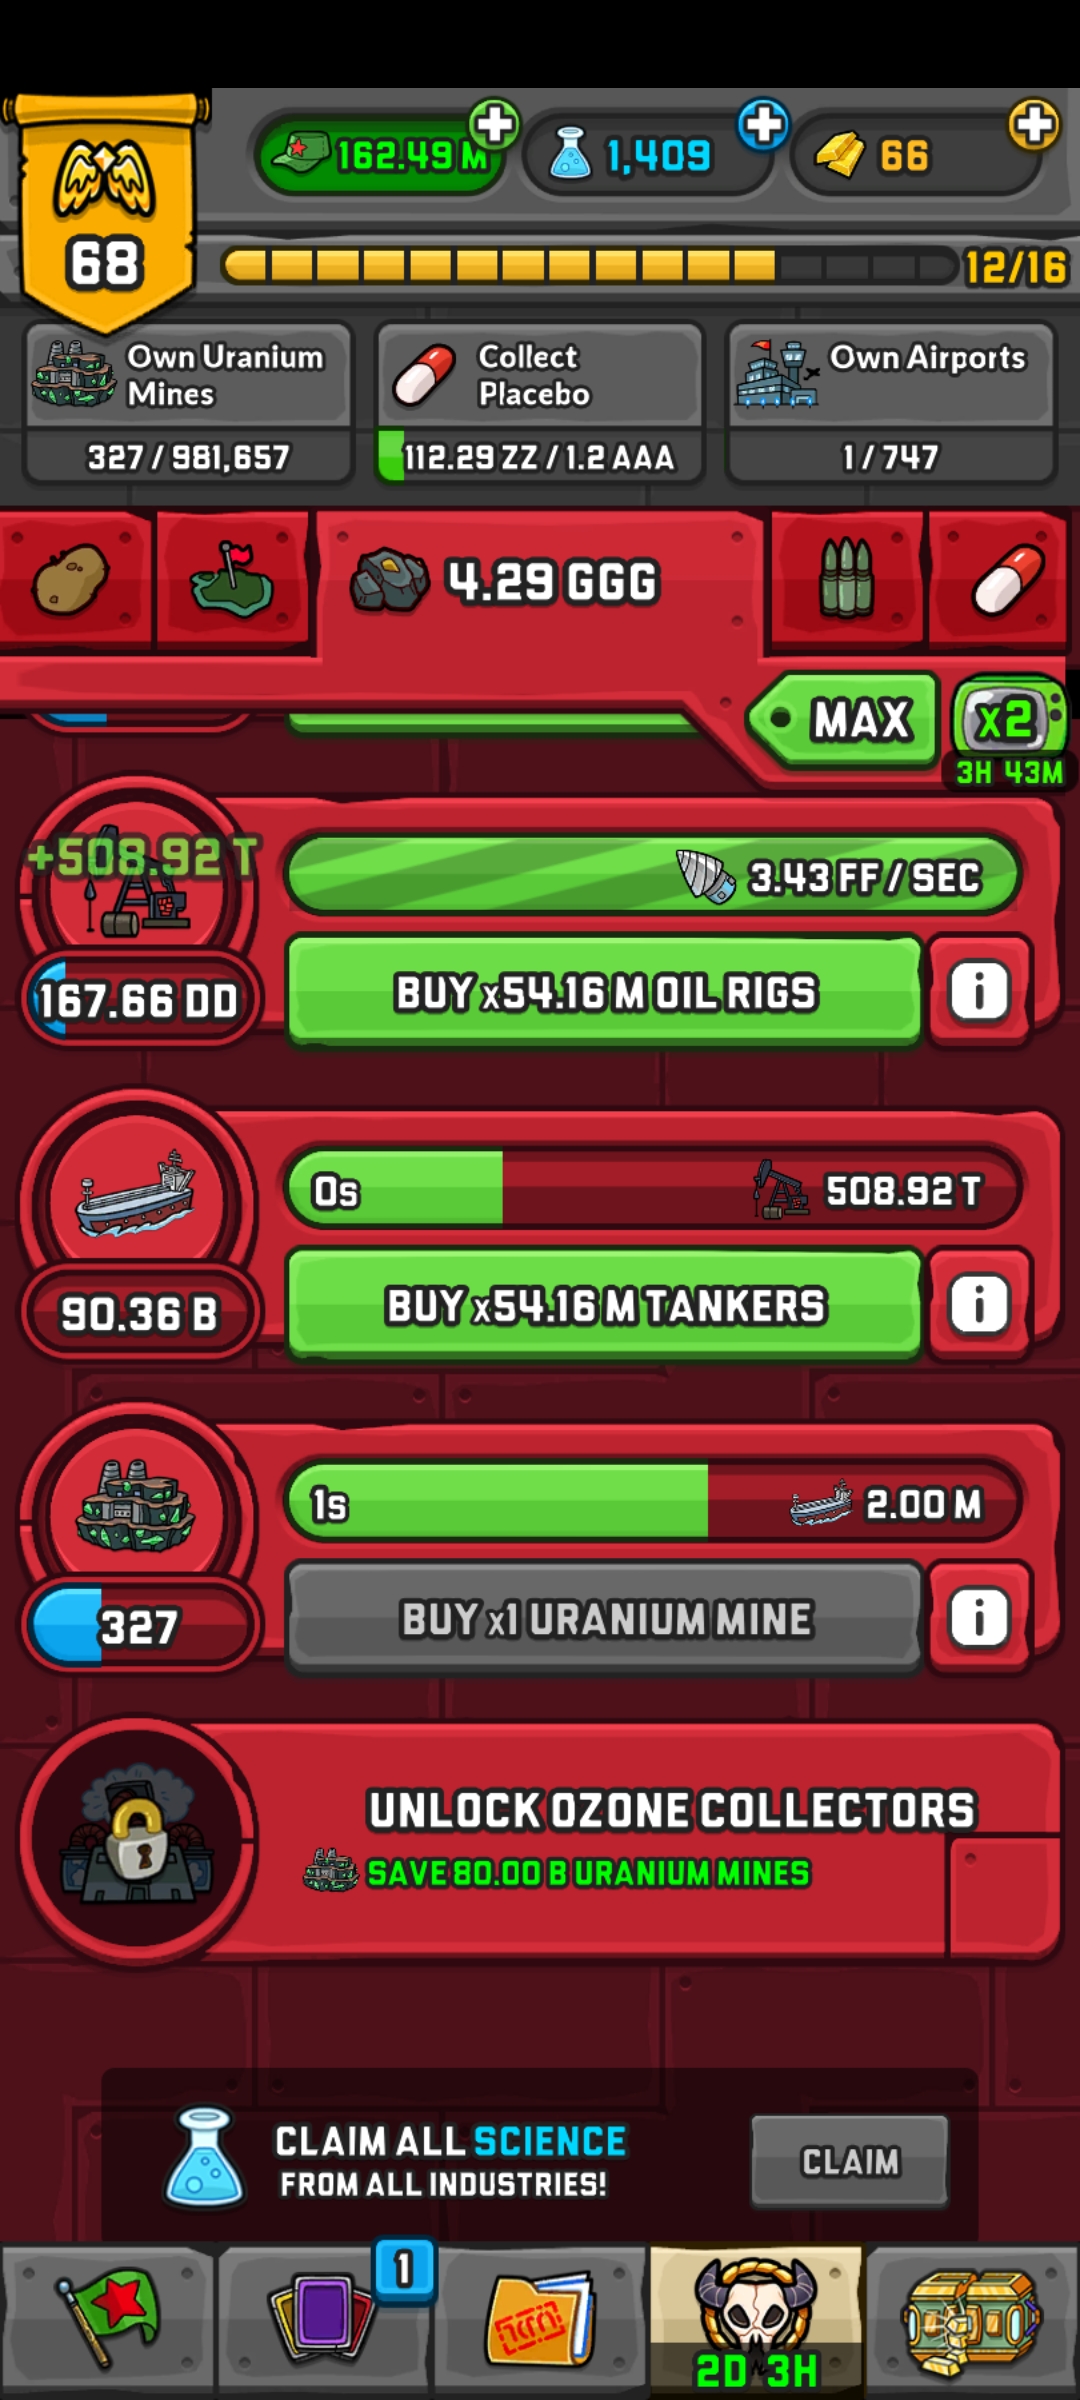 162.49 M
1,409
66
68
12/16
Own Uranium
Mines
Collect
Placebo
Own Airports
327 / 981,657
112.29 ZZ / 1.2 AAA
1 / 747
4.29 GGG
MAX
x2
3H 43M
+508.92 T
3.43 FF / SEC
167.66 DD
BUY x54.16 M OIL RIGS
i
0s
508.92 T
90.36 B
BUY x54.16 M TANKERS
i
1s
2.00 M
327
BUY x1 URANIUM MINE
i
UNLOCK OZONE COLLECTORS
SAVE 80.00 B URANIUM MINES
CLAIM ALL SCIENCE
FROM ALL INDUSTRIES!
CLAIM
1
2D 3H